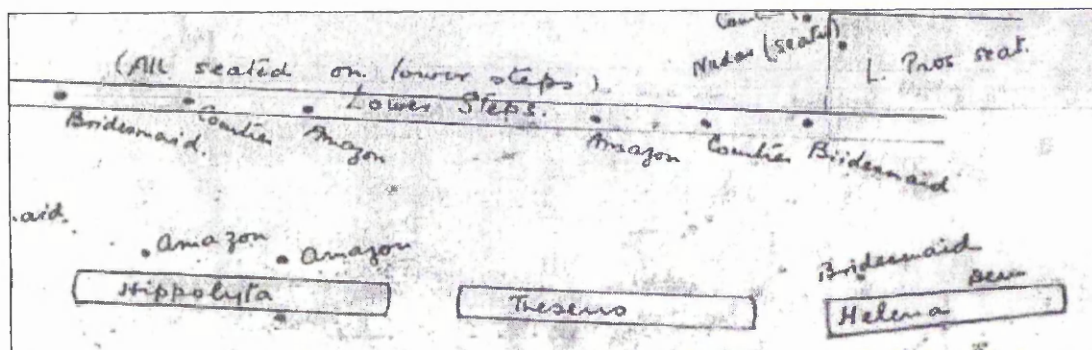 (seated)
L. Pros seat.
(All seated on lower steps).
Lower Steps.
Bridesmaid. Courtier Amazon Amazon Courtier Bridesmaid
aid.
Amazon Amazon Bridesmaid
Hippolyta Theseus Helena